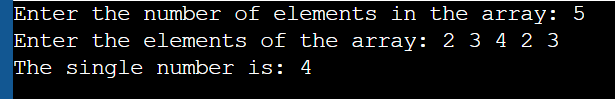 Enter the number of elements in the array: 5
Enter the elements of the array: 2 3 4 2 3
The single number is: 4